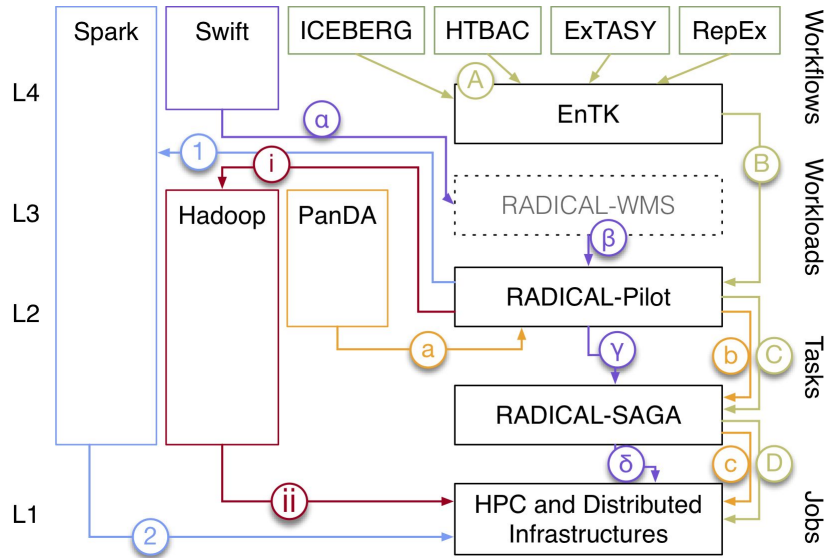 Spark
Swift
ICEBERG
HTBAC
ExTASY
RepEx
Workflows
L4
A
EnTK
α
1
i
B
L3
Hadoop
PanDA
RADICAL-WMS
Workloads
β
L2
RADICAL-Pilot
a
γ
b
C
Tasks
RADICAL-SAGA
δ
c
D
L1
ii
HPC and Distributed
Infrastructures
Jobs
2